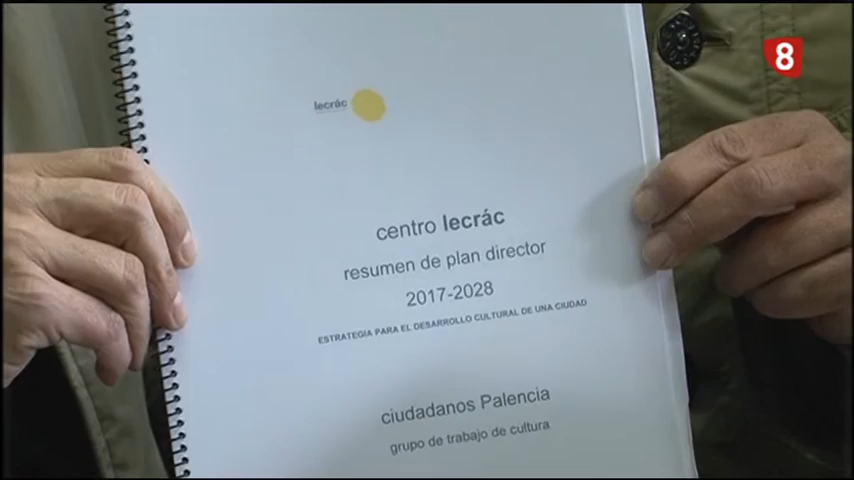 8
lecrác
centro lecrác
resumen de plan director
2017-2028
ESTRATEGIA PARA EL DESARROLLO CULTURAL DE UNA CIUDAD
ciudadanos Palencia
grupo de trabajo de cultura